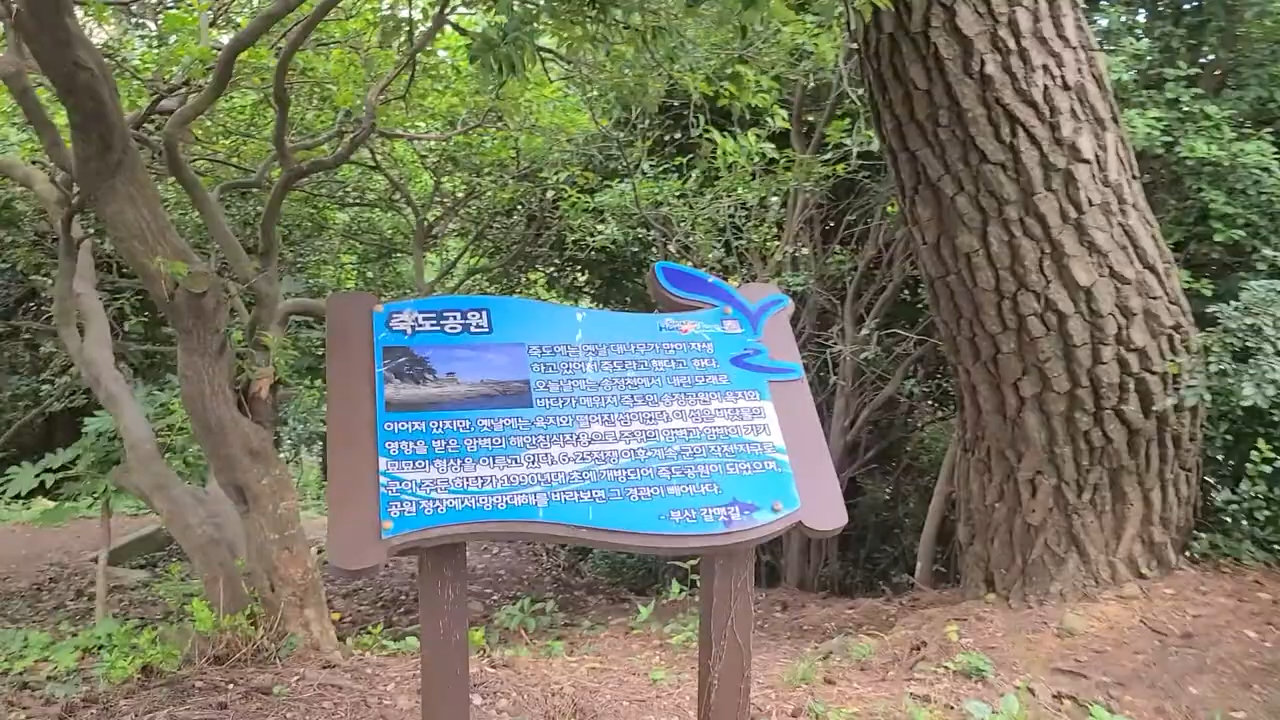 죽도공원
죽도에는 옛날 대나무가 많이 자생
하고 있어서 죽도라고 했다고 한다.
오늘날에는 송정천에서 내린 모래로
바다가 메워져 죽도인 송정공원이 육지와
이어져 있지만, 옛날에는 육지와 떨어진 섬이었다. 이 섬은 바닷물의
영향을 받은 암벽의 해안침식작용으로 주위의 암벽과 암반이 기기
묘묘의 형상을 이루고 있다. 6·25전쟁 이후 계속 군의 작전지구로
군이 주둔 하다가 1990년대 초에 개방되어 죽도공원이 되었으며,
공원 정상에서 망망대해를 바라보면 그 경관이 빼어나다.
- 부산 갈맷길 -